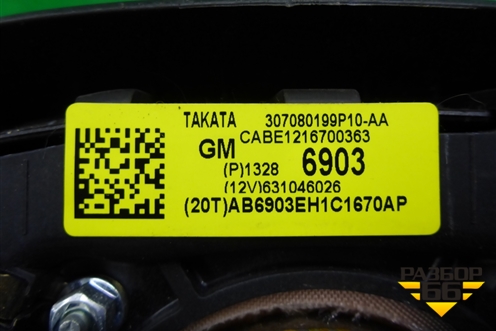 TAKATA 307080199P10-AA
CABE1216700363
GM (P)1328 6903
(12V)631046026
(20T)AB6903EH1C1670AP
РАЗБОР
66